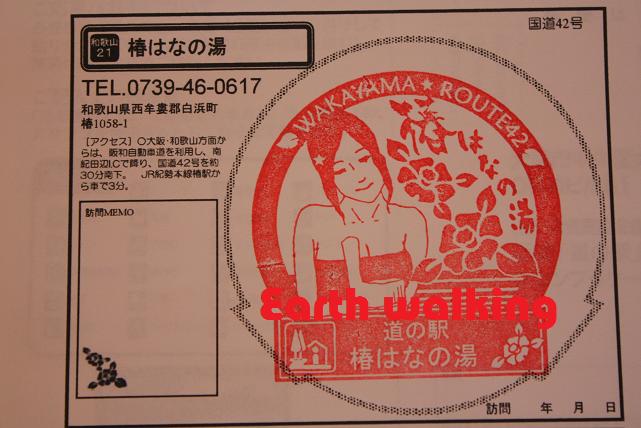 国道42号
和歌山
21
椿はなの湯
TEL.0739-46-0617
和歌山県西牟婁郡白浜町
椿1058-1
［アクセス］○大阪・和歌山方面か
らは、阪和自動車道を利用し、南
紀田辺I.Cで降り、国道42号を約
30分南下。 JR紀勢本線椿駅か
ら車で3分。
訪問MEMO
WAKAYAMA★ROUTE42
椿はなの湯
Earth walking
道の駅
椿はなの湯
訪問 年 月 日